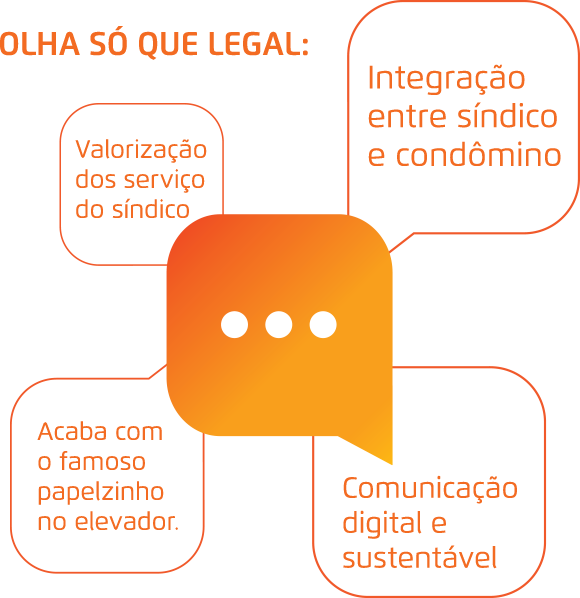 OLHA SÓ QUE LEGAL:
Valorização
dos serviço
do síndico
Integração
entre síndico
e condômino
Acaba com
o famoso
papelzinho
no elevador.
Comunicação
digital e
sustentável